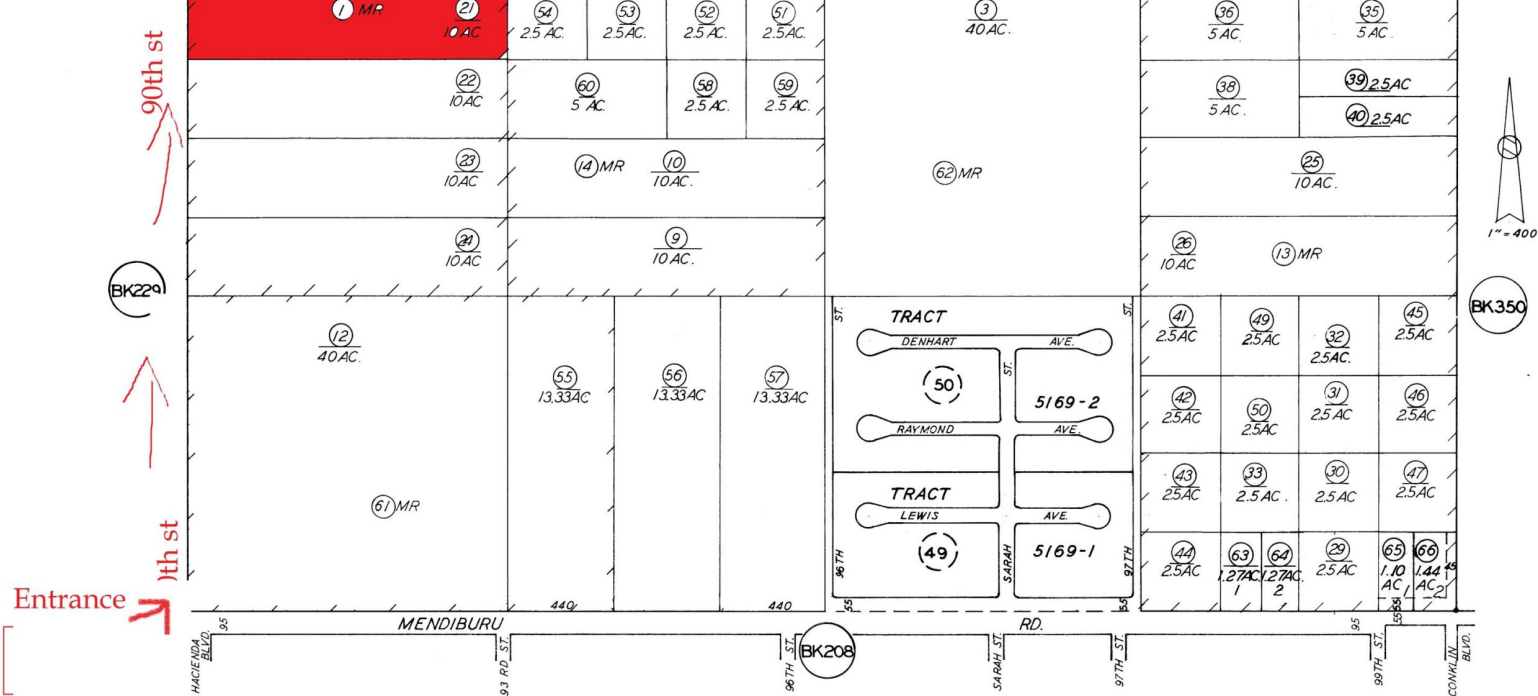 1 MR
21
10 AC
54
2.5 AC.
53
2.5 AC.
52
2.5 AC.
51
2.5 AC.
3
40 AC.
36
5 AC.
35
5 AC.
90th st
22
10 AC
60
5 AC.
58
2.5 AC.
59
2.5 AC.
38
5 AC.
39 2.5 AC
40 2.5 AC
23
10 AC
14 MR
10
10 AC.
62 MR
25
10 AC.
1" = 400
24
10 AC
9
10 AC.
26
10 AC
13 MR
BK
BK350
12
40 AC.
55
13.33 AC
56
13.33 AC
57
13.33 AC
ST.
TRACT
DENHART AVE.
ST.
ST.
50
5169-2
RAYMOND AVE.
TRACT
LEWIS AVE.
49
5169-1
96TH
SARAH
97TH
41
2.5 AC
49
2.5 AC
32
2.5 AC.
45
2.5 AC
42
2.5 AC
50
2.5 AC
31
2.5 AC
46
2.5 AC
61 MR
43
2.5 AC
33
2.5 AC.
30
2.5 AC
47
2.5 AC
44
2.5 AC
63
1.27 AC.
1
64
1.27 AC.
2
29
2.5 AC
65
1.10
AC
1
66
1.44
AC
2
45
th st
Entrance
440
440
55
55
55
55
95
MENDIBURU RD.
95
HACIENDA
BLVD.
93 RD ST.
96TH ST.
BK208
SARAH ST.
97TH ST.
99TH ST.
CONKLIN
BLVD.